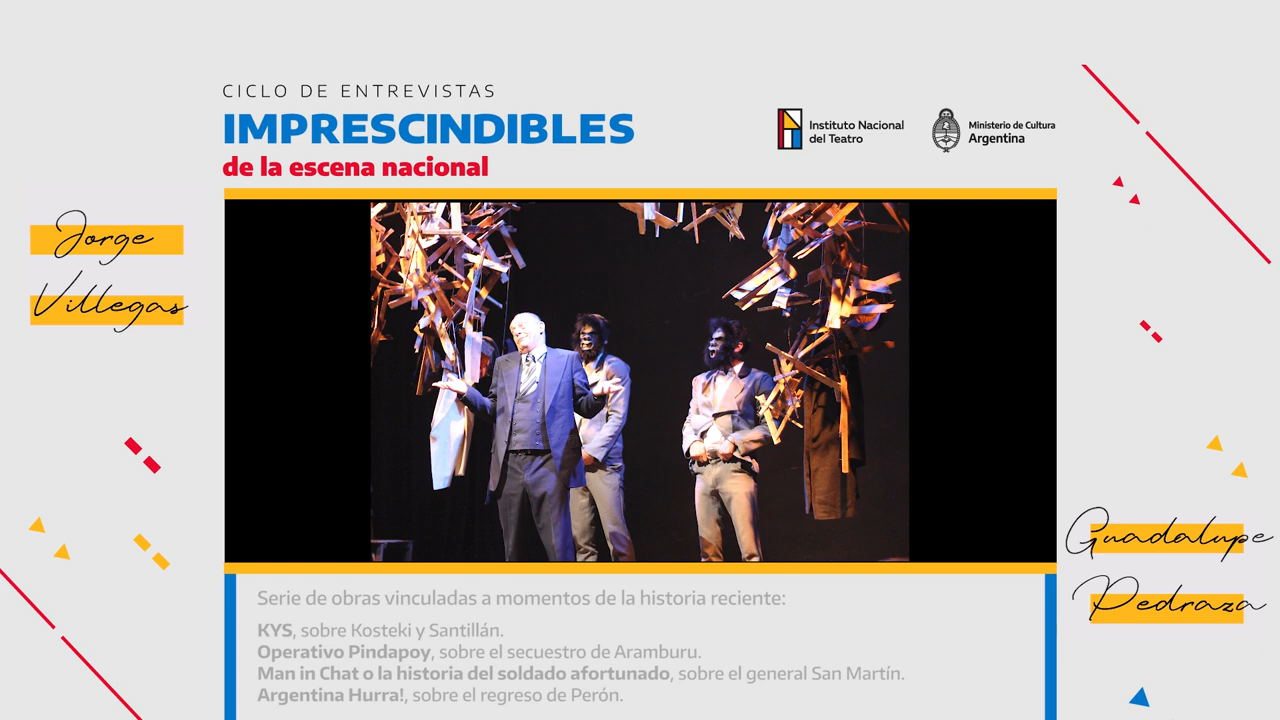 CICLO DE ENTREVISTAS
IMPRESCINDIBLES
de la escena nacional
Instituto Nacional
del Teatro
Ministerio de Cultura
Argentina
Jorge
Villegas
Guadalupe
Pedraza
Serie de obras vinculadas a momentos de la historia reciente:
KYS, sobre Kosteki y Santillán.
Operativo Pindapoy, sobre el secuestro de Aramburu.
Man in Chat o la historia del soldado afortunado, sobre el general San Martín.
Argentina Hurra!, sobre el regreso de Perón.